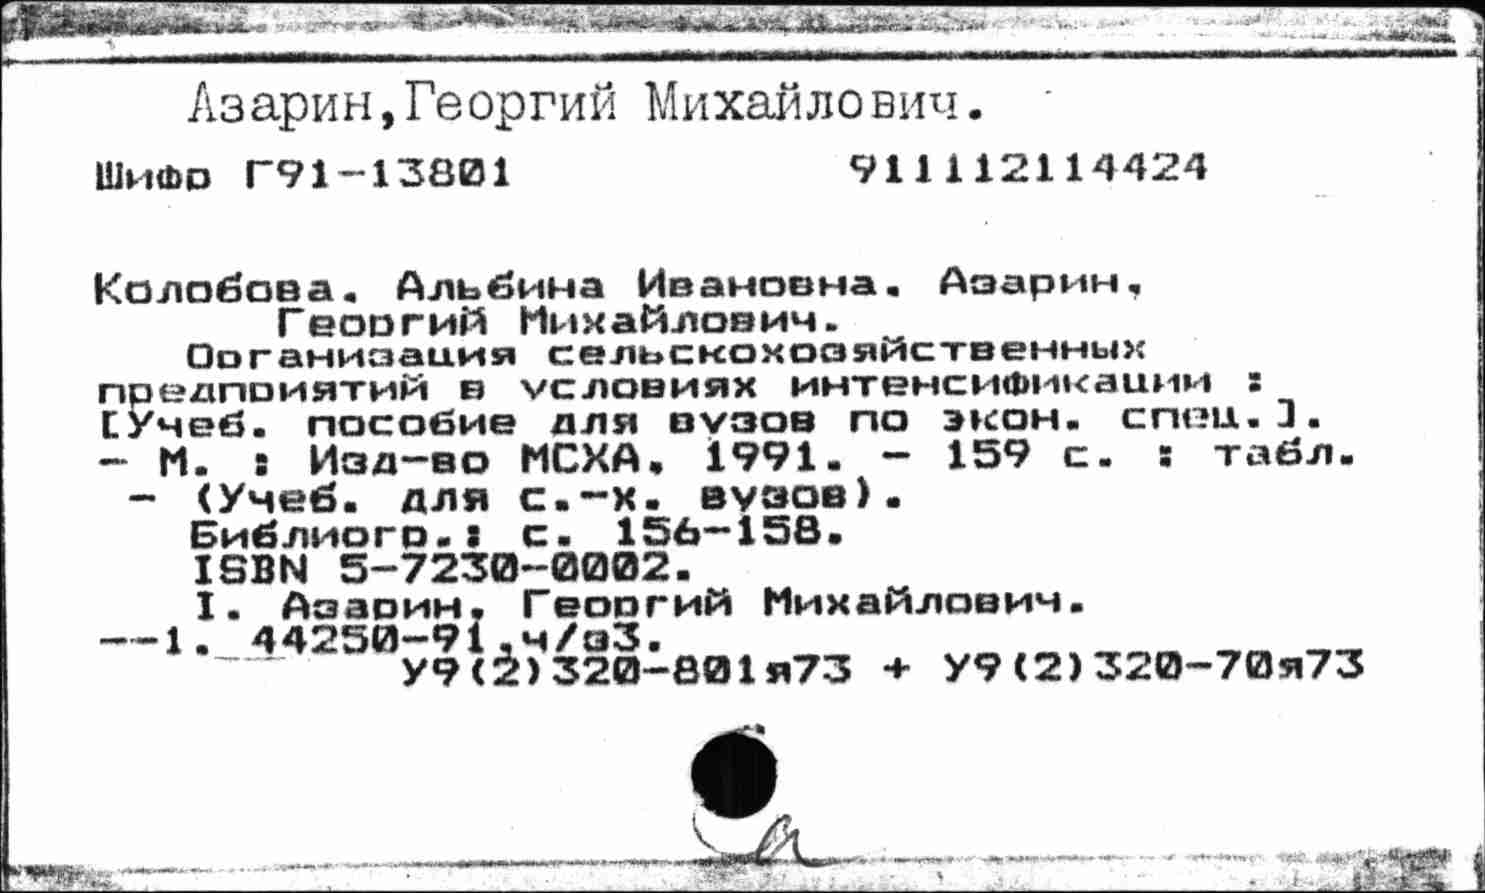 Азарин, Георгий Михайлович.
Шифр Г91-13801 911112114424
Колобова, Альбина Ивановна. Азарин,
Георгий Михайлович.
Организация сельскохозяйственных
предприятий в условиях интенсификации :
[Учеб. пособие для вузов по экон. спец.].
- М. : Изд-во МСХА, 1991. - 159 с. : табл.
- (Учеб. для с.-х. вузов).
Библиогр.: с. 156-158.
ISBN 5-7230-0002.
I. Азарин, Георгий Михайлович.
--1. 44250-91,ч/з3.
У9(2)320-801я73 + У9(2)320-70я73
а